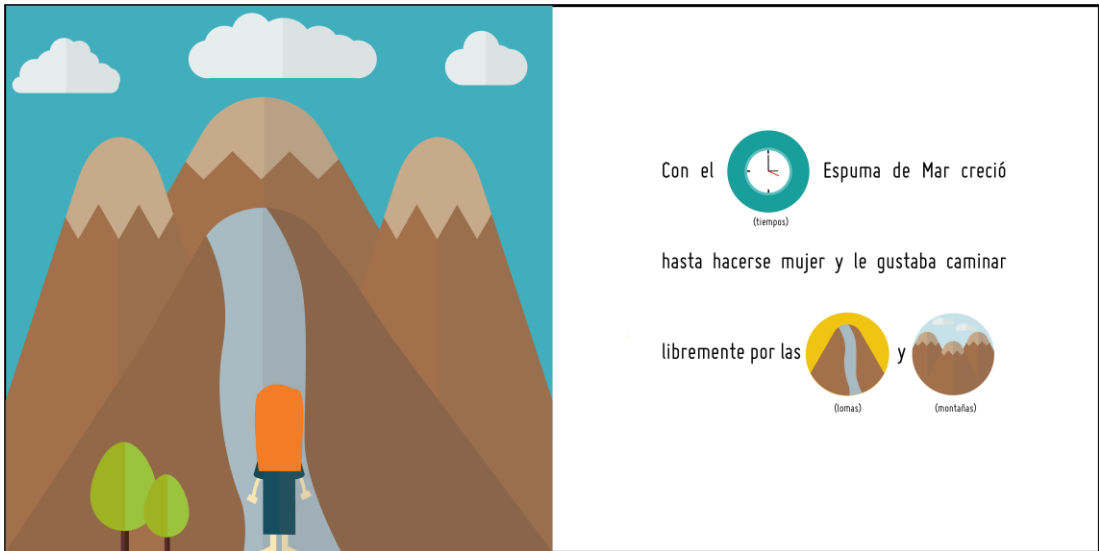 Con el Espuma de Mar creció
(tiempos)
hasta hacerse mujer y le gustaba caminar
libremente por las y
(lomas) (montañas)